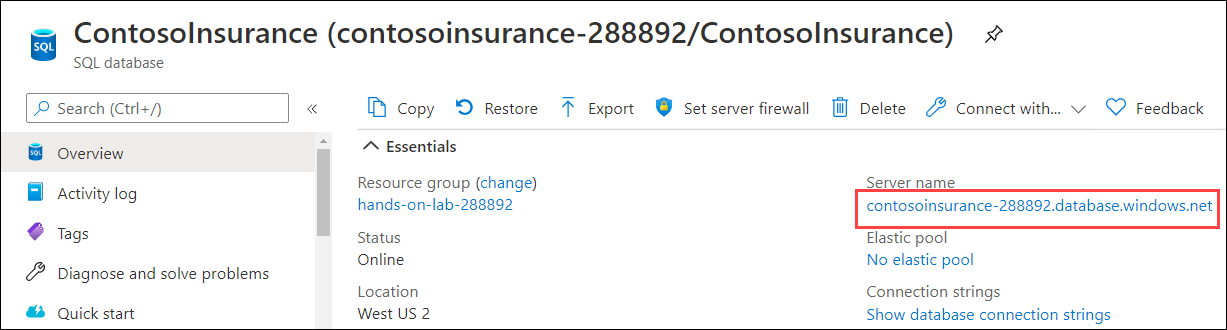 ContosoInsurance (contosoinsurance-288892/ContosoInsurance)
SQL
SQL database
Search (Ctrl+/)
«
Copy
Restore
Export
Set server firewall
Delete
Connect with...
Feedback
SQL
Overview
Activity log
Tags
Diagnose and solve problems
Quick start
Essentials
Resource group (change)
hands-on-lab-288892
Status
Online
Location
West US 2
Server name
contosoinsurance-288892.database.windows.net
Elastic pool
No elastic pool
Connection strings
Show database connection strings